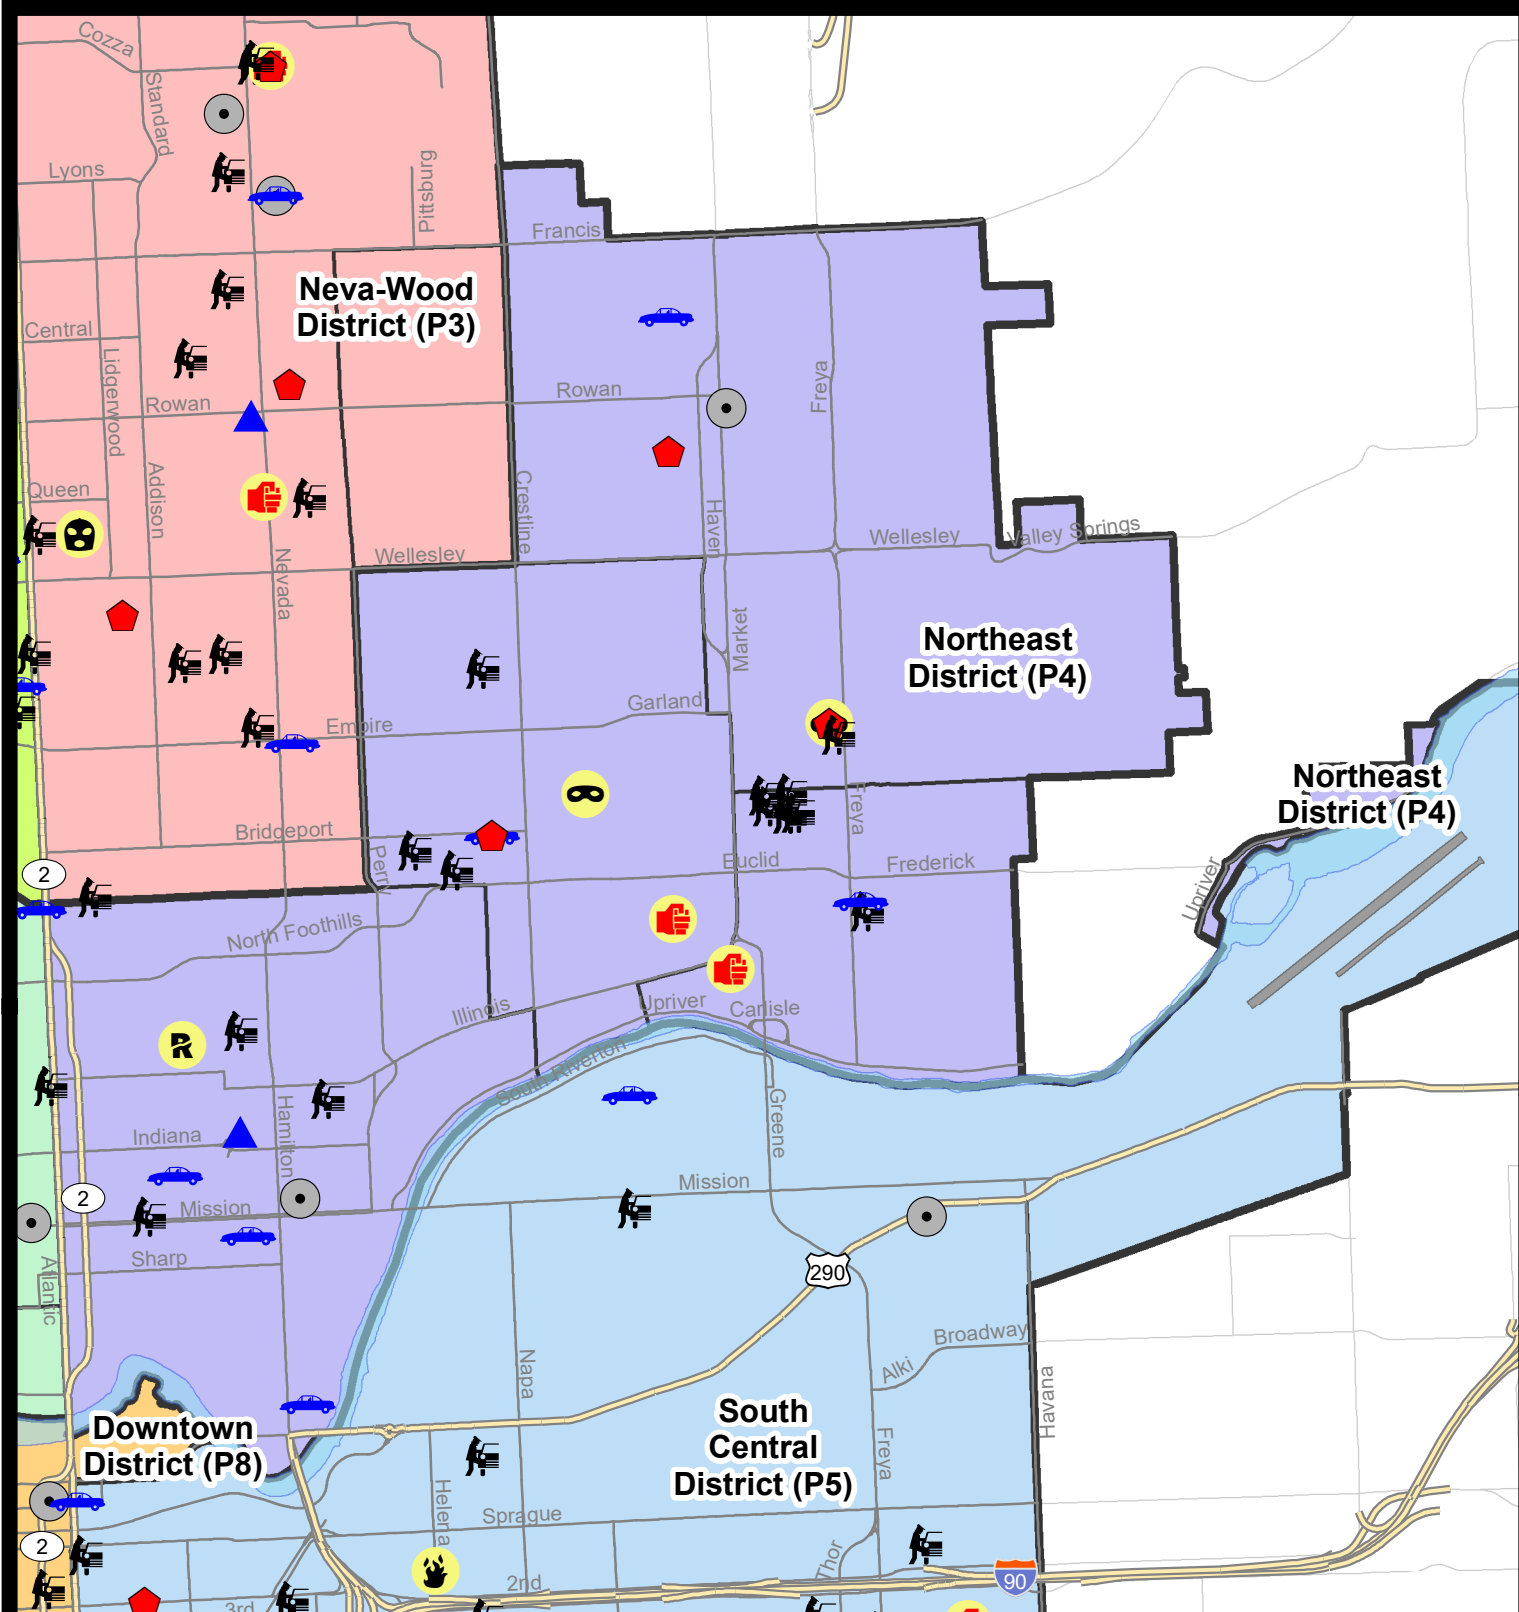 Cozza
Standard
Lyons
Pittsburg
Francis
Neva-Wood
District (P3)
Central
Lidgerwood
Rowan
Rowan
Freya
Queen
Addison
Crestline
Haven
Wellesley
Valley Springs
Wellesley
Nevada
Market
Northeast
District (P4)
Garland
Empire
Northeast
District (P4)
Bridgeport
Freya
Perry
Euclid
Frederick
2
Upriver
North Foothills
Illinois
Upriver
Carlisle
South Riverton
Greene
Hamilton
Indiana
Mission
2
Mission
Sharp
Atlantic
290
Broadway
Alki
Napa
Havana
South
Central
District (P5)
Downtown
District (P8)
Freya
Helena
Sprague
2
Thor
2nd
90
3rd